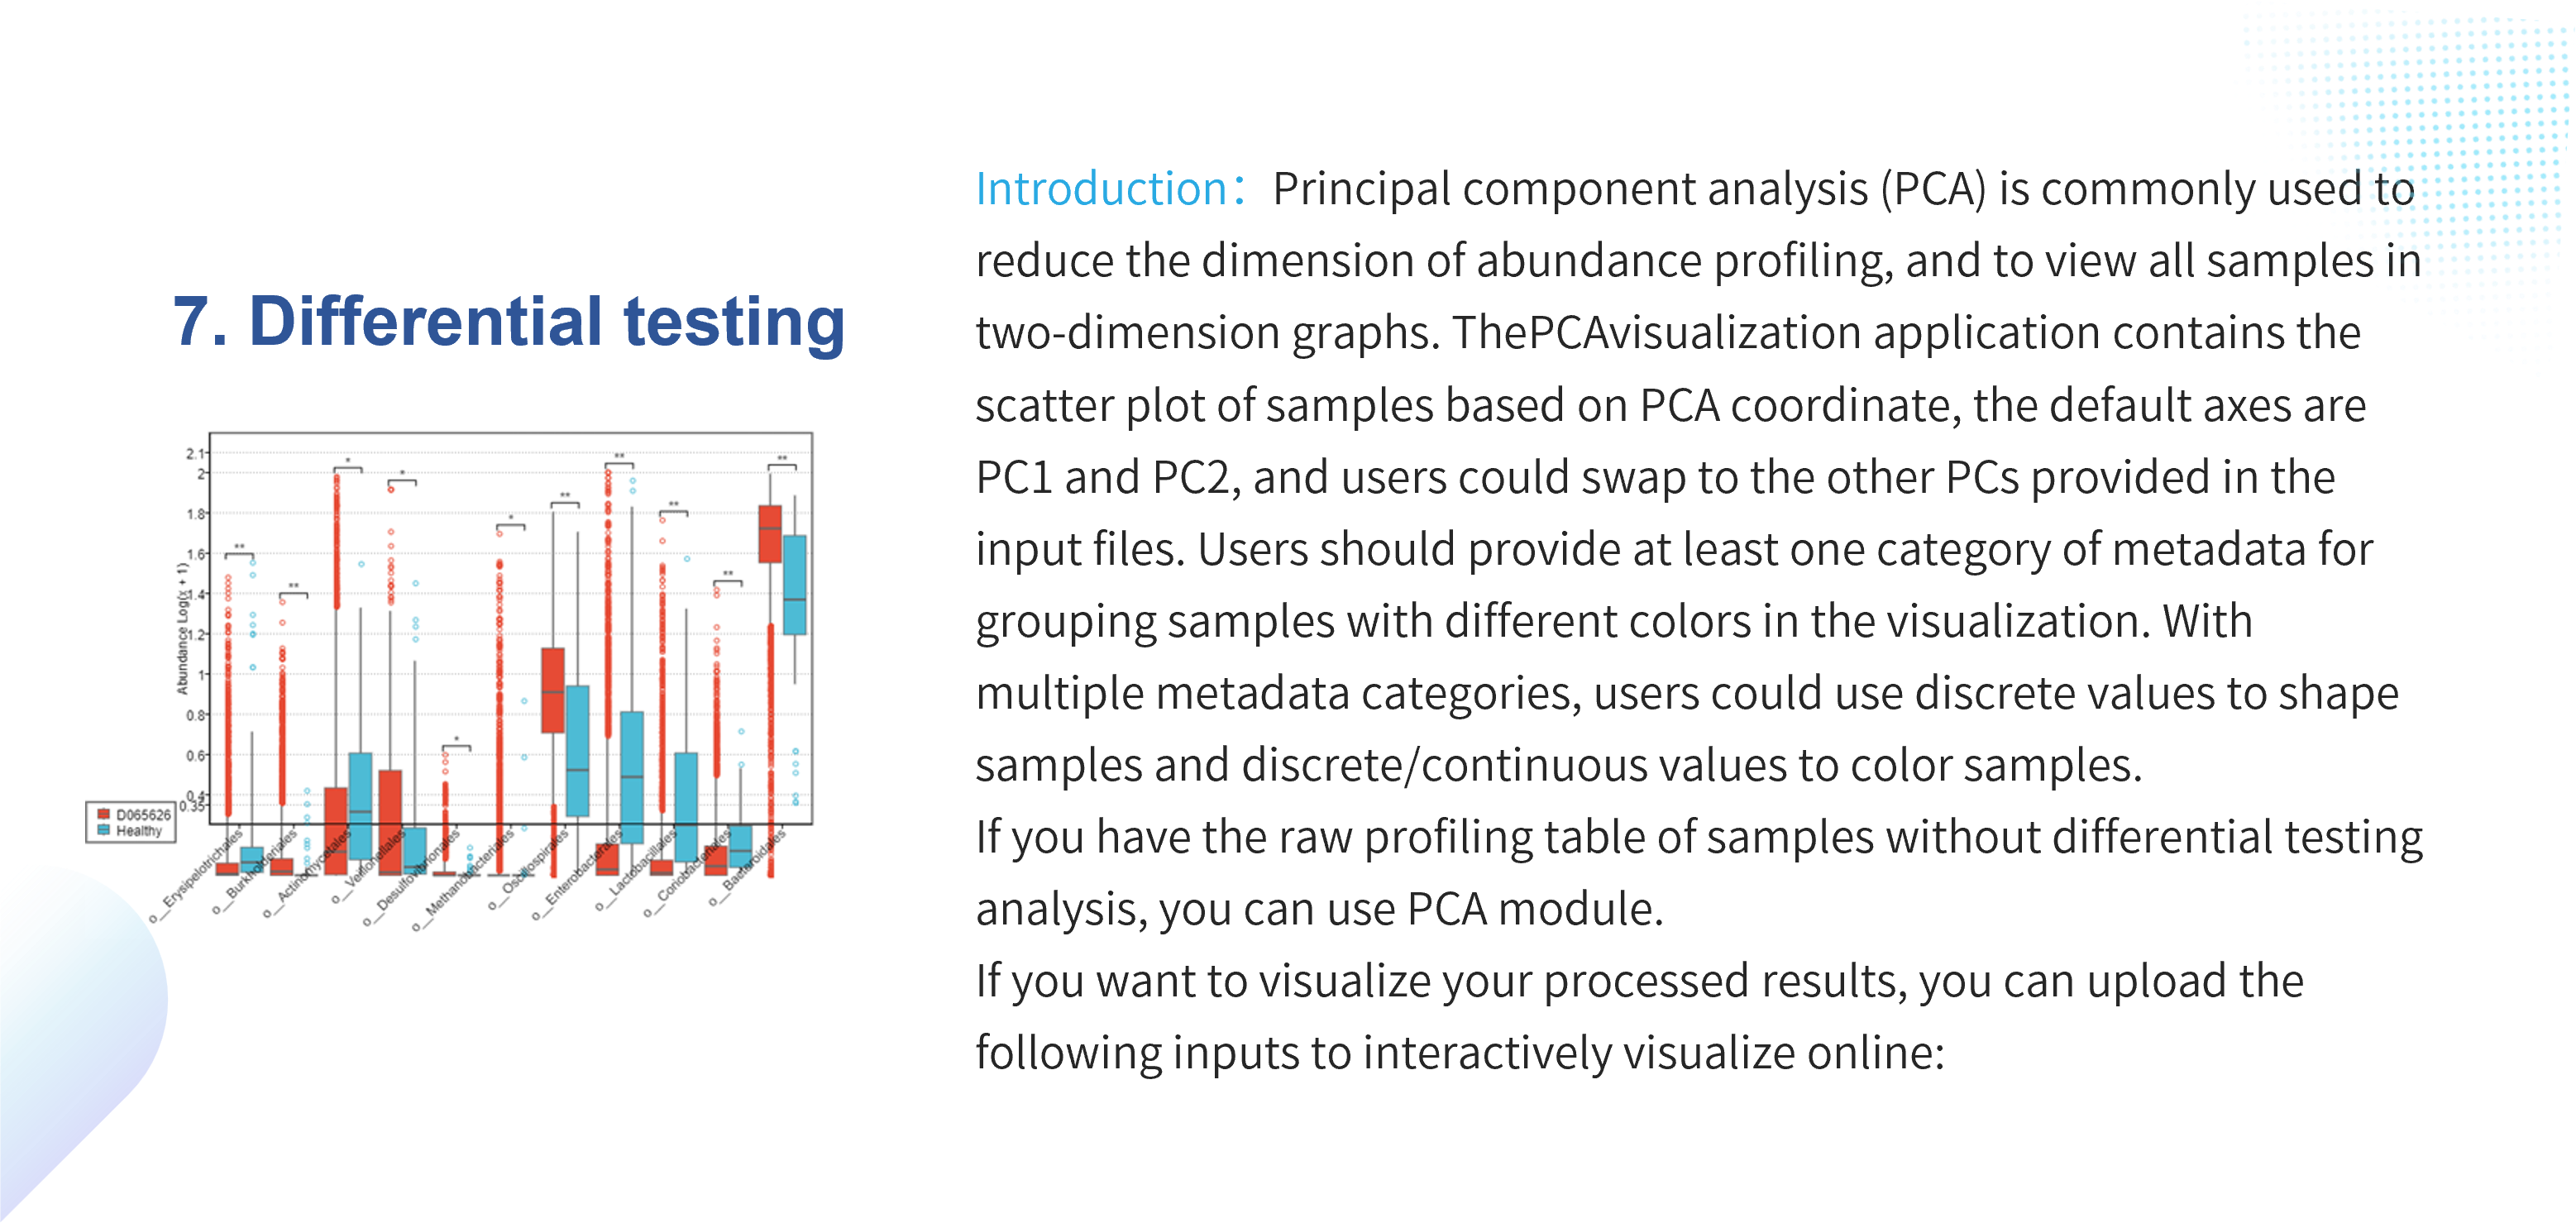 7. Differential testing
2.1
2
1.8
1.6
1.4
1.2
1
0.8
0.6
0.4
0.35
Abundance Log(x + 1)
**
**
*
*
*
*
**
**
**
**
**
D065626
Healthy
o__Erysipelotrichales
o__Burkholderiales
o__Actinomycetales
o__Veillonellales
o__Desulfovibrionales
o__Methanobacteriales
o__Oscillospirales
o__Enterobacterales
o__Lactobacillales
o__Coriobacteriales
o__Bacteroidales
Introduction： Principal component analysis (PCA) is commonly used to
reduce the dimension of abundance profiling, and to view all samples in
two-dimension graphs. ThePCAvisualization application contains the
scatter plot of samples based on PCA coordinate, the default axes are
PC1 and PC2, and users could swap to the other PCs provided in the
input files. Users should provide at least one category of metadata for
grouping samples with different colors in the visualization. With
multiple metadata categories, users could use discrete values to shape
samples and discrete/continuous values to color samples.
If you have the raw profiling table of samples without differential testing
analysis, you can use PCA module.
If you want to visualize your processed results, you can upload the
following inputs to interactively visualize online: